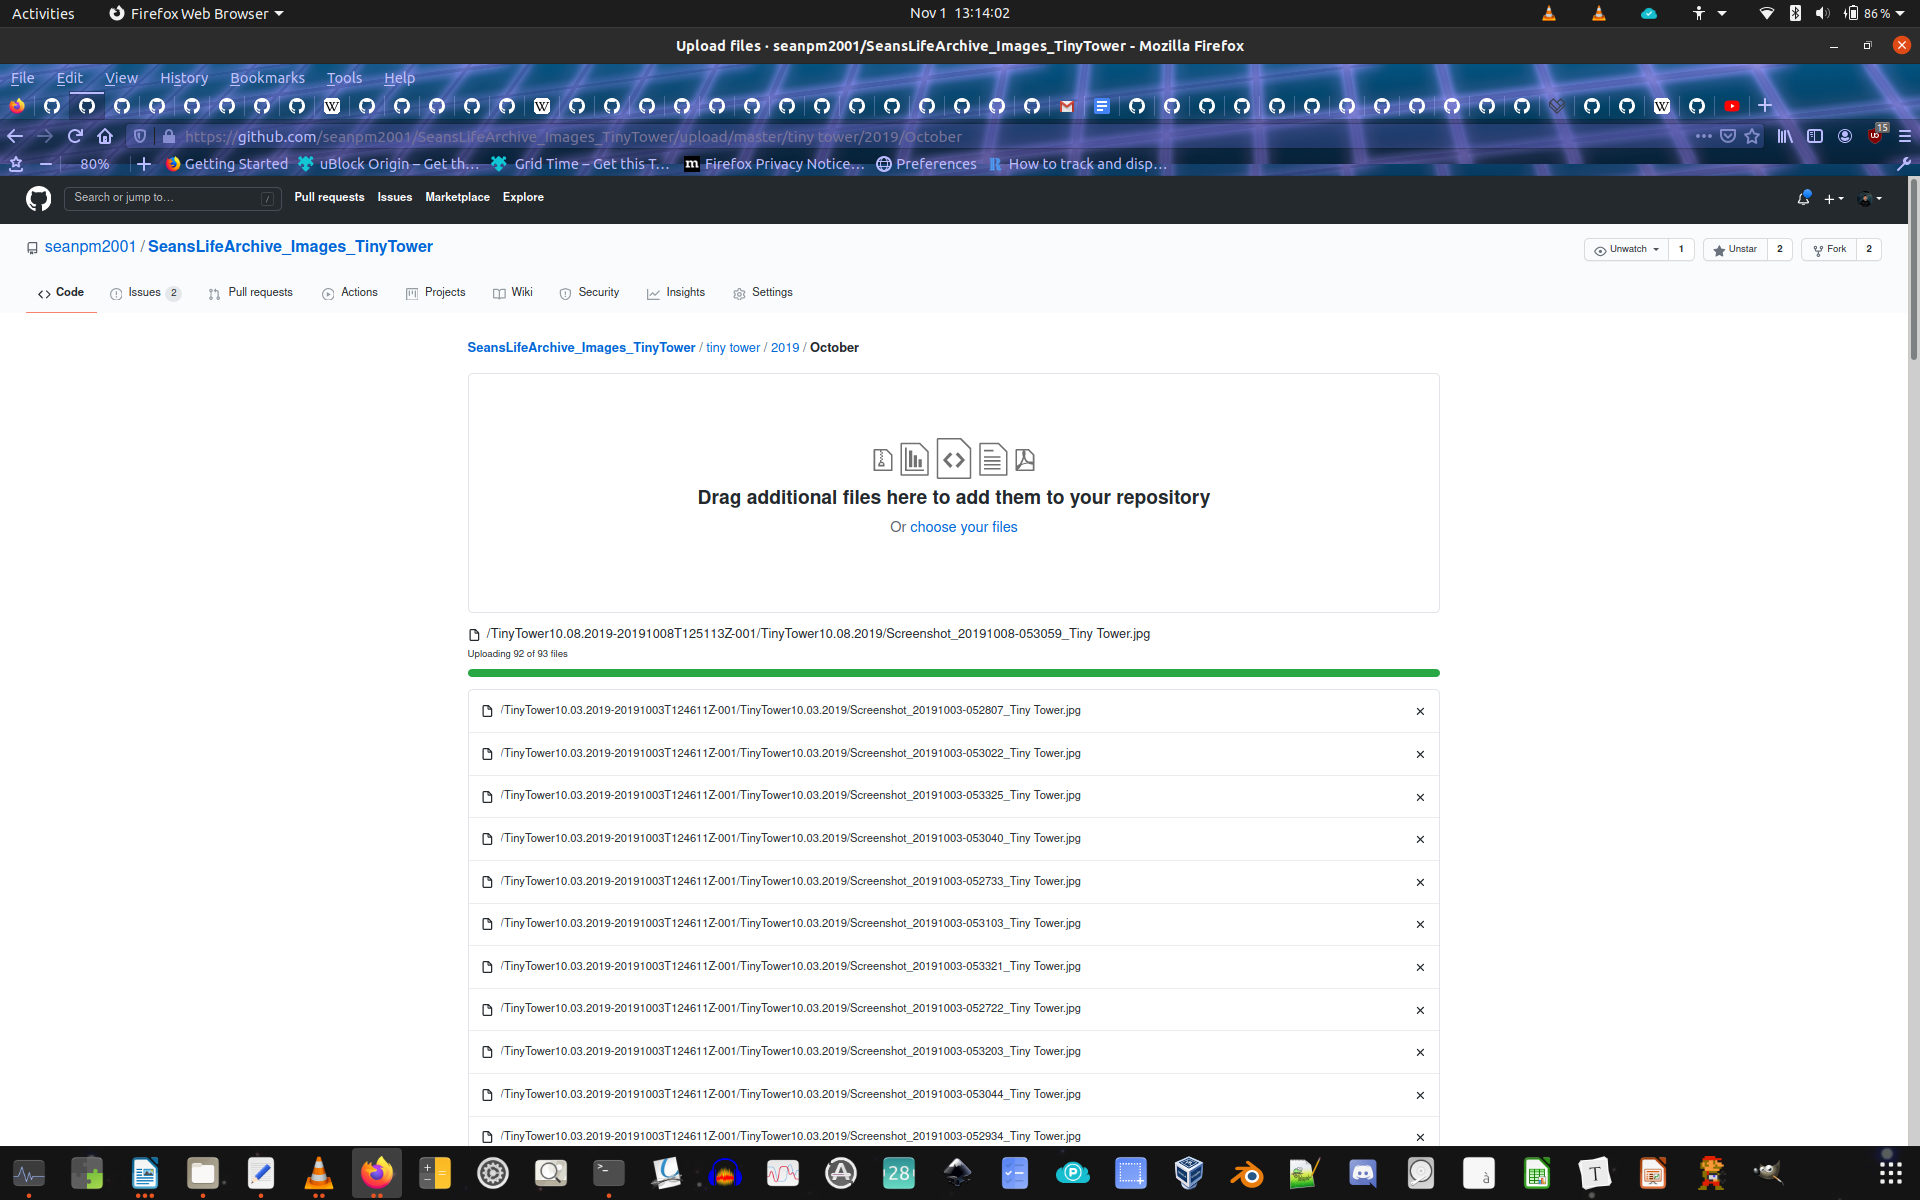 Activities
Firefox Web Browser
Nov 1 13:14:02
86 %
Upload files · seanpm2001/SeansLifeArchive_Images_TinyTower - Mozilla Firefox
File Edit View History Bookmarks Tools Help
https://github.com/seanpm2001/SeansLifeArchive_Images_TinyTower/upload/master/tiny tower/2019/October
15
80%
Getting Started
uBlock Origin – Get th…
Grid Time – Get this T…
Firefox Privacy Notice…
Preferences
How to track and disp…
Search or jump to…
/
Pull requests Issues Marketplace Explore
seanpm2001 / SeansLifeArchive_Images_TinyTower
Unwatch 1
Unstar 2
Fork 2
Code
Issues 2
Pull requests
Actions
Projects
Wiki
Security
Insights
Settings
SeansLifeArchive_Images_TinyTower / tiny tower / 2019 / October
Drag additional files here to add them to your repository
Or choose your files
/TinyTower10.08.2019-20191008T125113Z-001/TinyTower10.08.2019/Screenshot_20191008-053059_Tiny Tower.jpg
Uploading 92 of 93 files
/TinyTower10.03.2019-20191003T124611Z-001/TinyTower10.03.2019/Screenshot_20191003-052807_Tiny Tower.jpg
/TinyTower10.03.2019-20191003T124611Z-001/TinyTower10.03.2019/Screenshot_20191003-053022_Tiny Tower.jpg
/TinyTower10.03.2019-20191003T124611Z-001/TinyTower10.03.2019/Screenshot_20191003-053325_Tiny Tower.jpg
/TinyTower10.03.2019-20191003T124611Z-001/TinyTower10.03.2019/Screenshot_20191003-053040_Tiny Tower.jpg
/TinyTower10.03.2019-20191003T124611Z-001/TinyTower10.03.2019/Screenshot_20191003-052733_Tiny Tower.jpg
/TinyTower10.03.2019-20191003T124611Z-001/TinyTower10.03.2019/Screenshot_20191003-053103_Tiny Tower.jpg
/TinyTower10.03.2019-20191003T124611Z-001/TinyTower10.03.2019/Screenshot_20191003-053321_Tiny Tower.jpg
/TinyTower10.03.2019-20191003T124611Z-001/TinyTower10.03.2019/Screenshot_20191003-052722_Tiny Tower.jpg
/TinyTower10.03.2019-20191003T124611Z-001/TinyTower10.03.2019/Screenshot_20191003-053203_Tiny Tower.jpg
/TinyTower10.03.2019-20191003T124611Z-001/TinyTower10.03.2019/Screenshot_20191003-053044_Tiny Tower.jpg
/TinyTower10.03.2019-20191003T124611Z-001/TinyTower10.03.2019/Screenshot_20191003-052934_Tiny Tower.jpg
28